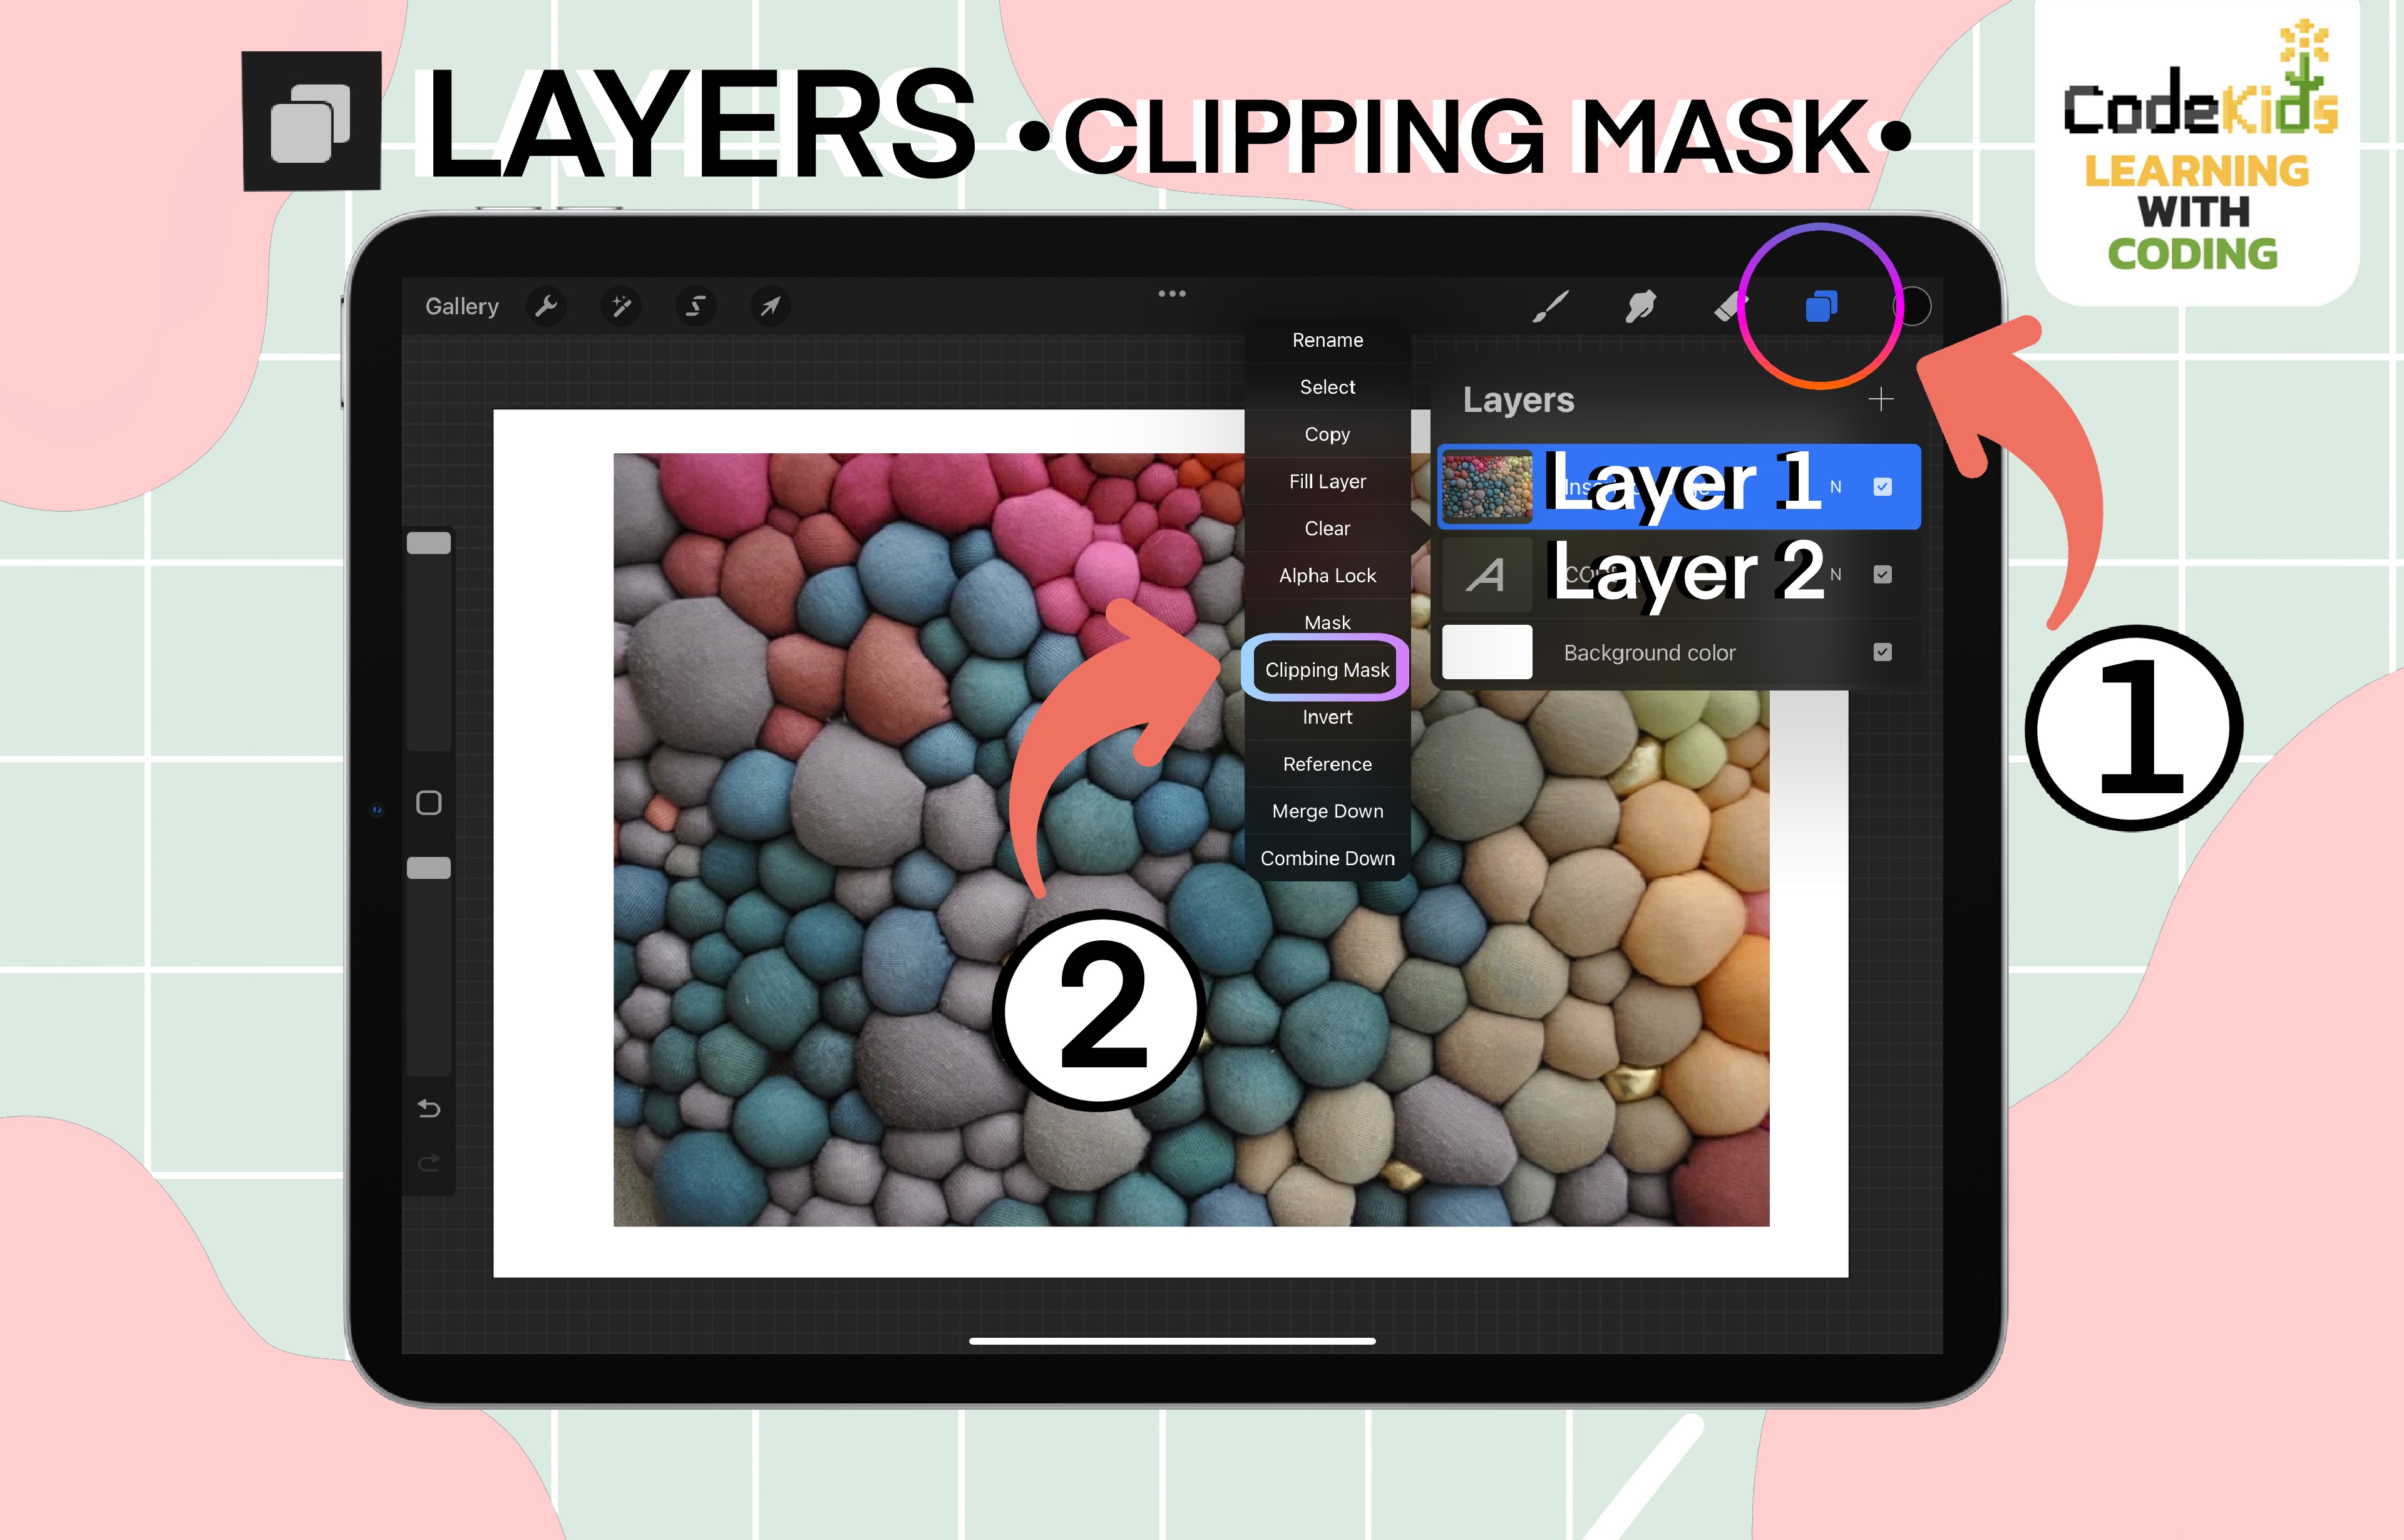 LAYERS •CLIPPING MASK•
CodeKids
LEARNING
WITH
CODING
Gallery
Rename
Select
Copy
Fill Layer
Clear
Alpha Lock
Mask
Clipping Mask
Invert
Reference
Merge Down
Combine Down
Layers
Layer 1 N
A Layer 2 N
Background color
1
2